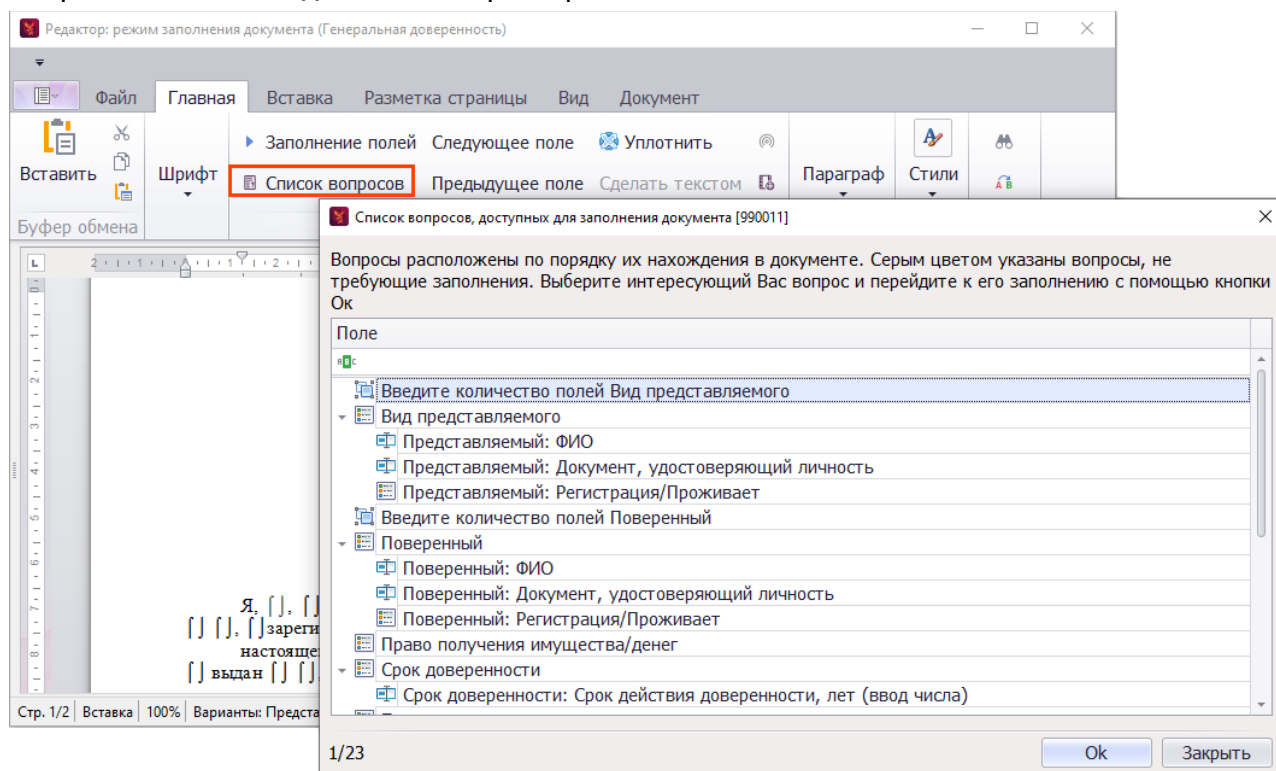 Редактор: режим заполнения документа (Генеральная доверенность)
Файл Главная Вставка Разметка страницы Вид Документ
Заполнение полей Следующее поле Уплотнить
Вставить Шрифт Список вопросов Предыдущее поле Сделать текстом Параграф Стили
Буфер обмена
Список вопросов, доступных для заполнения документа [990011]
Вопросы расположены по порядку их нахождения в документе. Серым цветом указаны вопросы, не
требующие заполнения. Выберите интересующий Вас вопрос и перейдите к его заполнению с помощью кнопки
Ок
Поле
Введите количество полей Вид представляемого
Вид представляемого
Представляемый: ФИО
Представляемый: Документ, удостоверяющий личность
Представляемый: Регистрация/Проживает
Введите количество полей Поверенный
Поверенный
Поверенный: ФИО
Поверенный: Документ, удостоверяющий личность
Поверенный: Регистрация/Проживает
Право получения имущества/денег
Срок доверенности
Срок доверенности: Срок действия доверенности, лет (ввод числа)
Я, ⌠⌡, ⌠⌡
⌠⌡ ⌠⌡, ⌠⌡зареги
настояще
⌠⌡ выдан ⌠⌡ ⌠⌡
Стр. 1/2 Вставка 100% Варианты: Предста
1/23 Ok Закрыть